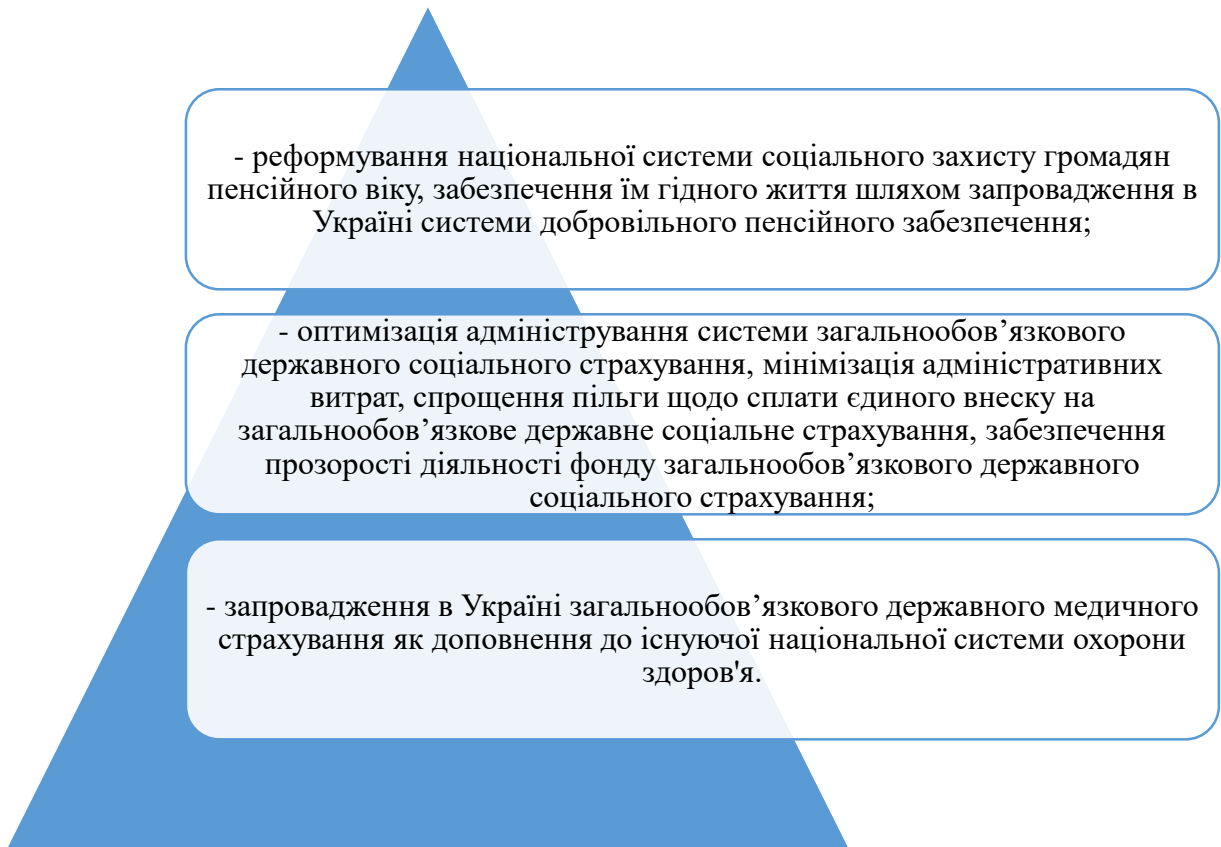 - реформування національної системи соціального захисту громадян
пенсійного віку, забезпечення їм гідного життя шляхом запровадження в
Україні системи добровільного пенсійного забезпечення;
- оптимізація адміністрування системи загальнообов’язкового
державного соціального страхування, мінімізація адміністративних
витрат, спрощення пільги щодо сплати єдиного внеску на
загальнообов’язкове державне соціальне страхування, забезпечення
прозорості діяльності фонду загальнообов’язкового державного
соціального страхування;
- запровадження в Україні загальнообов’язкового державного медичного
страхування як доповнення до існуючої національної системи охорони
здоров'я.